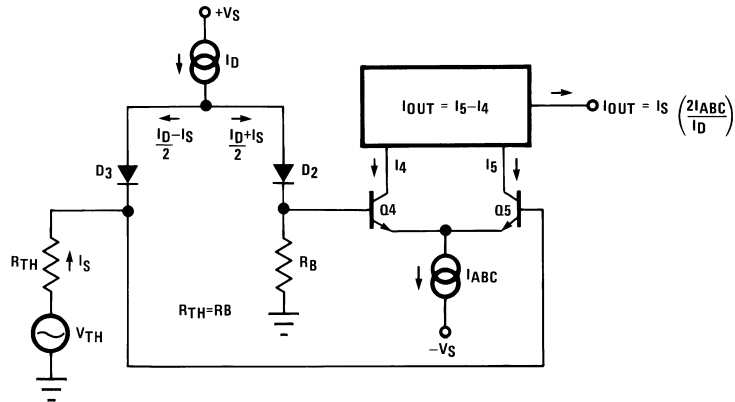 +VS
ID
IOUT = I5–I4
IOUT = IS (2IABC/ID)
ID/2–IS
ID/2+IS
D3
D2
I4
I5
Q4
Q5
RTH
IS
RB
IABC
RTH=RB
VTH
–VS